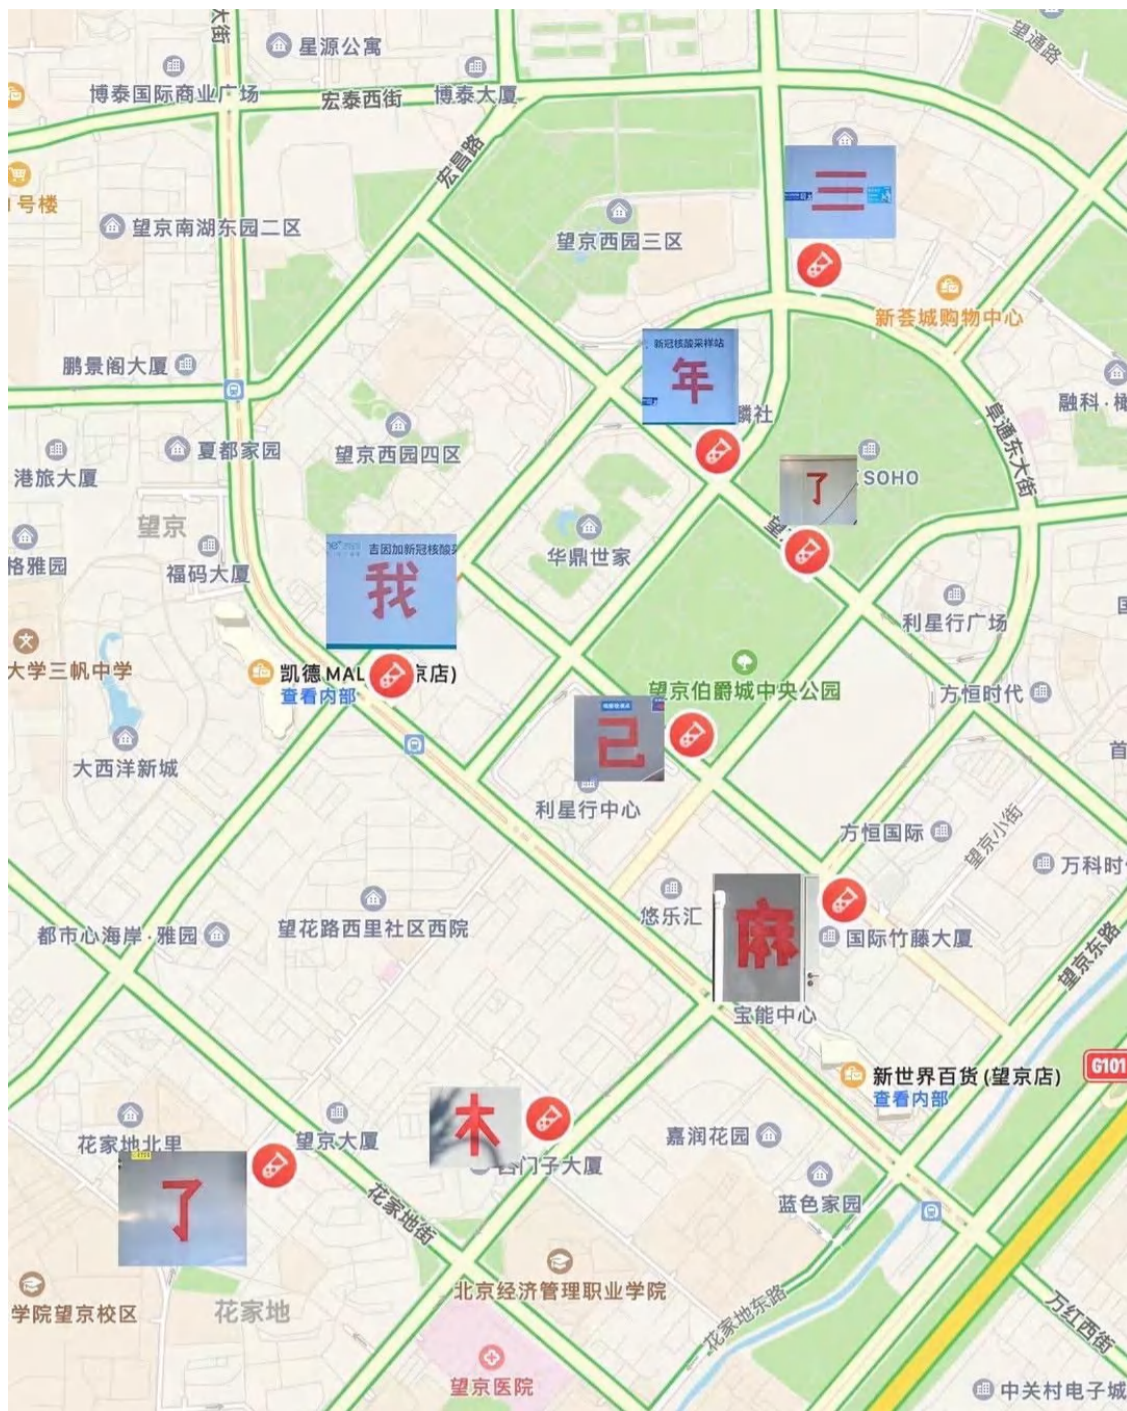 大街
星源公寓
望通路
博泰国际商业广场
宏泰西街
博泰大厦
宏昌路
三
号楼
望京南湖东园二区
望京西园三区
新荟城购物中心
新冠核酸采样站
年
鹏景阁大厦
麟社
融科·橄
阜通东大街
夏都家园
望京西园四区
港旅大厦
SOHO
了
望京
望
华鼎世家
吉因加新冠核酸采
我
格雅园
福码大厦
利星行广场
大学三帆中学
凯德MAL
京店)
查看内部
望京伯爵城中央公园
方恒时代
己
大西洋新城
首
利星行中心
方恒国际
望京小街
万科时
悠乐汇
麻
都市心海岸·雅园
望花路西里社区西院
国际竹藤大厦
望京东路
宝能中心
新世界百货(望京店)
查看内部
G101
花家地北里
望京大厦
木
嘉润花园
西门子大厦
了
花家地街
蓝色家园
北京经济管理职业学院
学院望京校区
花家地
花家地东路
万红西街
望京医院
中关村电子城